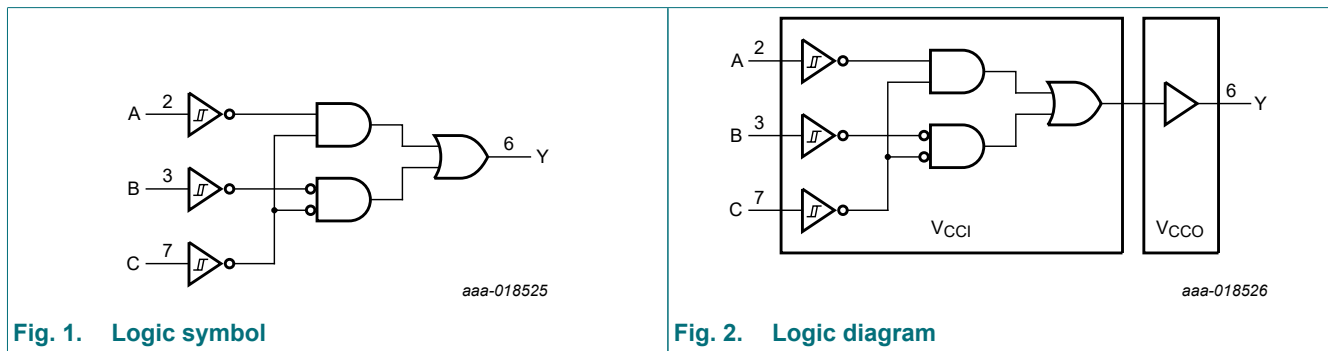 A 2
B 3
C 7
6 Y
aaa-018525
Fig. 1. Logic symbol
A 2
B 3
C 7
6 Y
VCCI
VCCO
aaa-018526
Fig. 2. Logic diagram